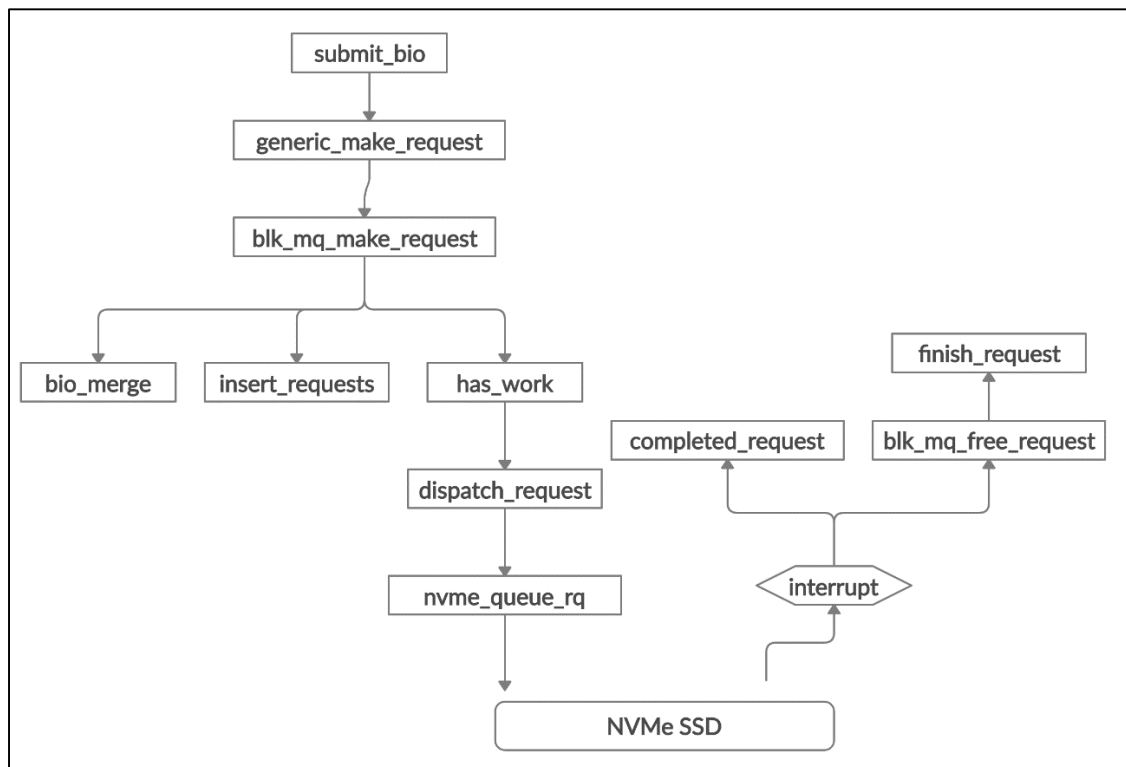 submit_bio
generic_make_request
blk_mq_make_request
bio_merge
insert_requests
has_work
dispatch_request
nvme_queue_rq
NVMe SSD
interrupt
completed_request
blk_mq_free_request
finish_request